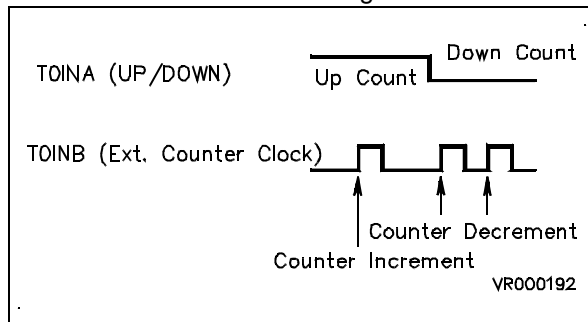 Down Count
TOINA (UP/DOWN)
Up Count
TOINB (Ext. Counter Clock)
Counter Decrement
Counter Increment
VR000192